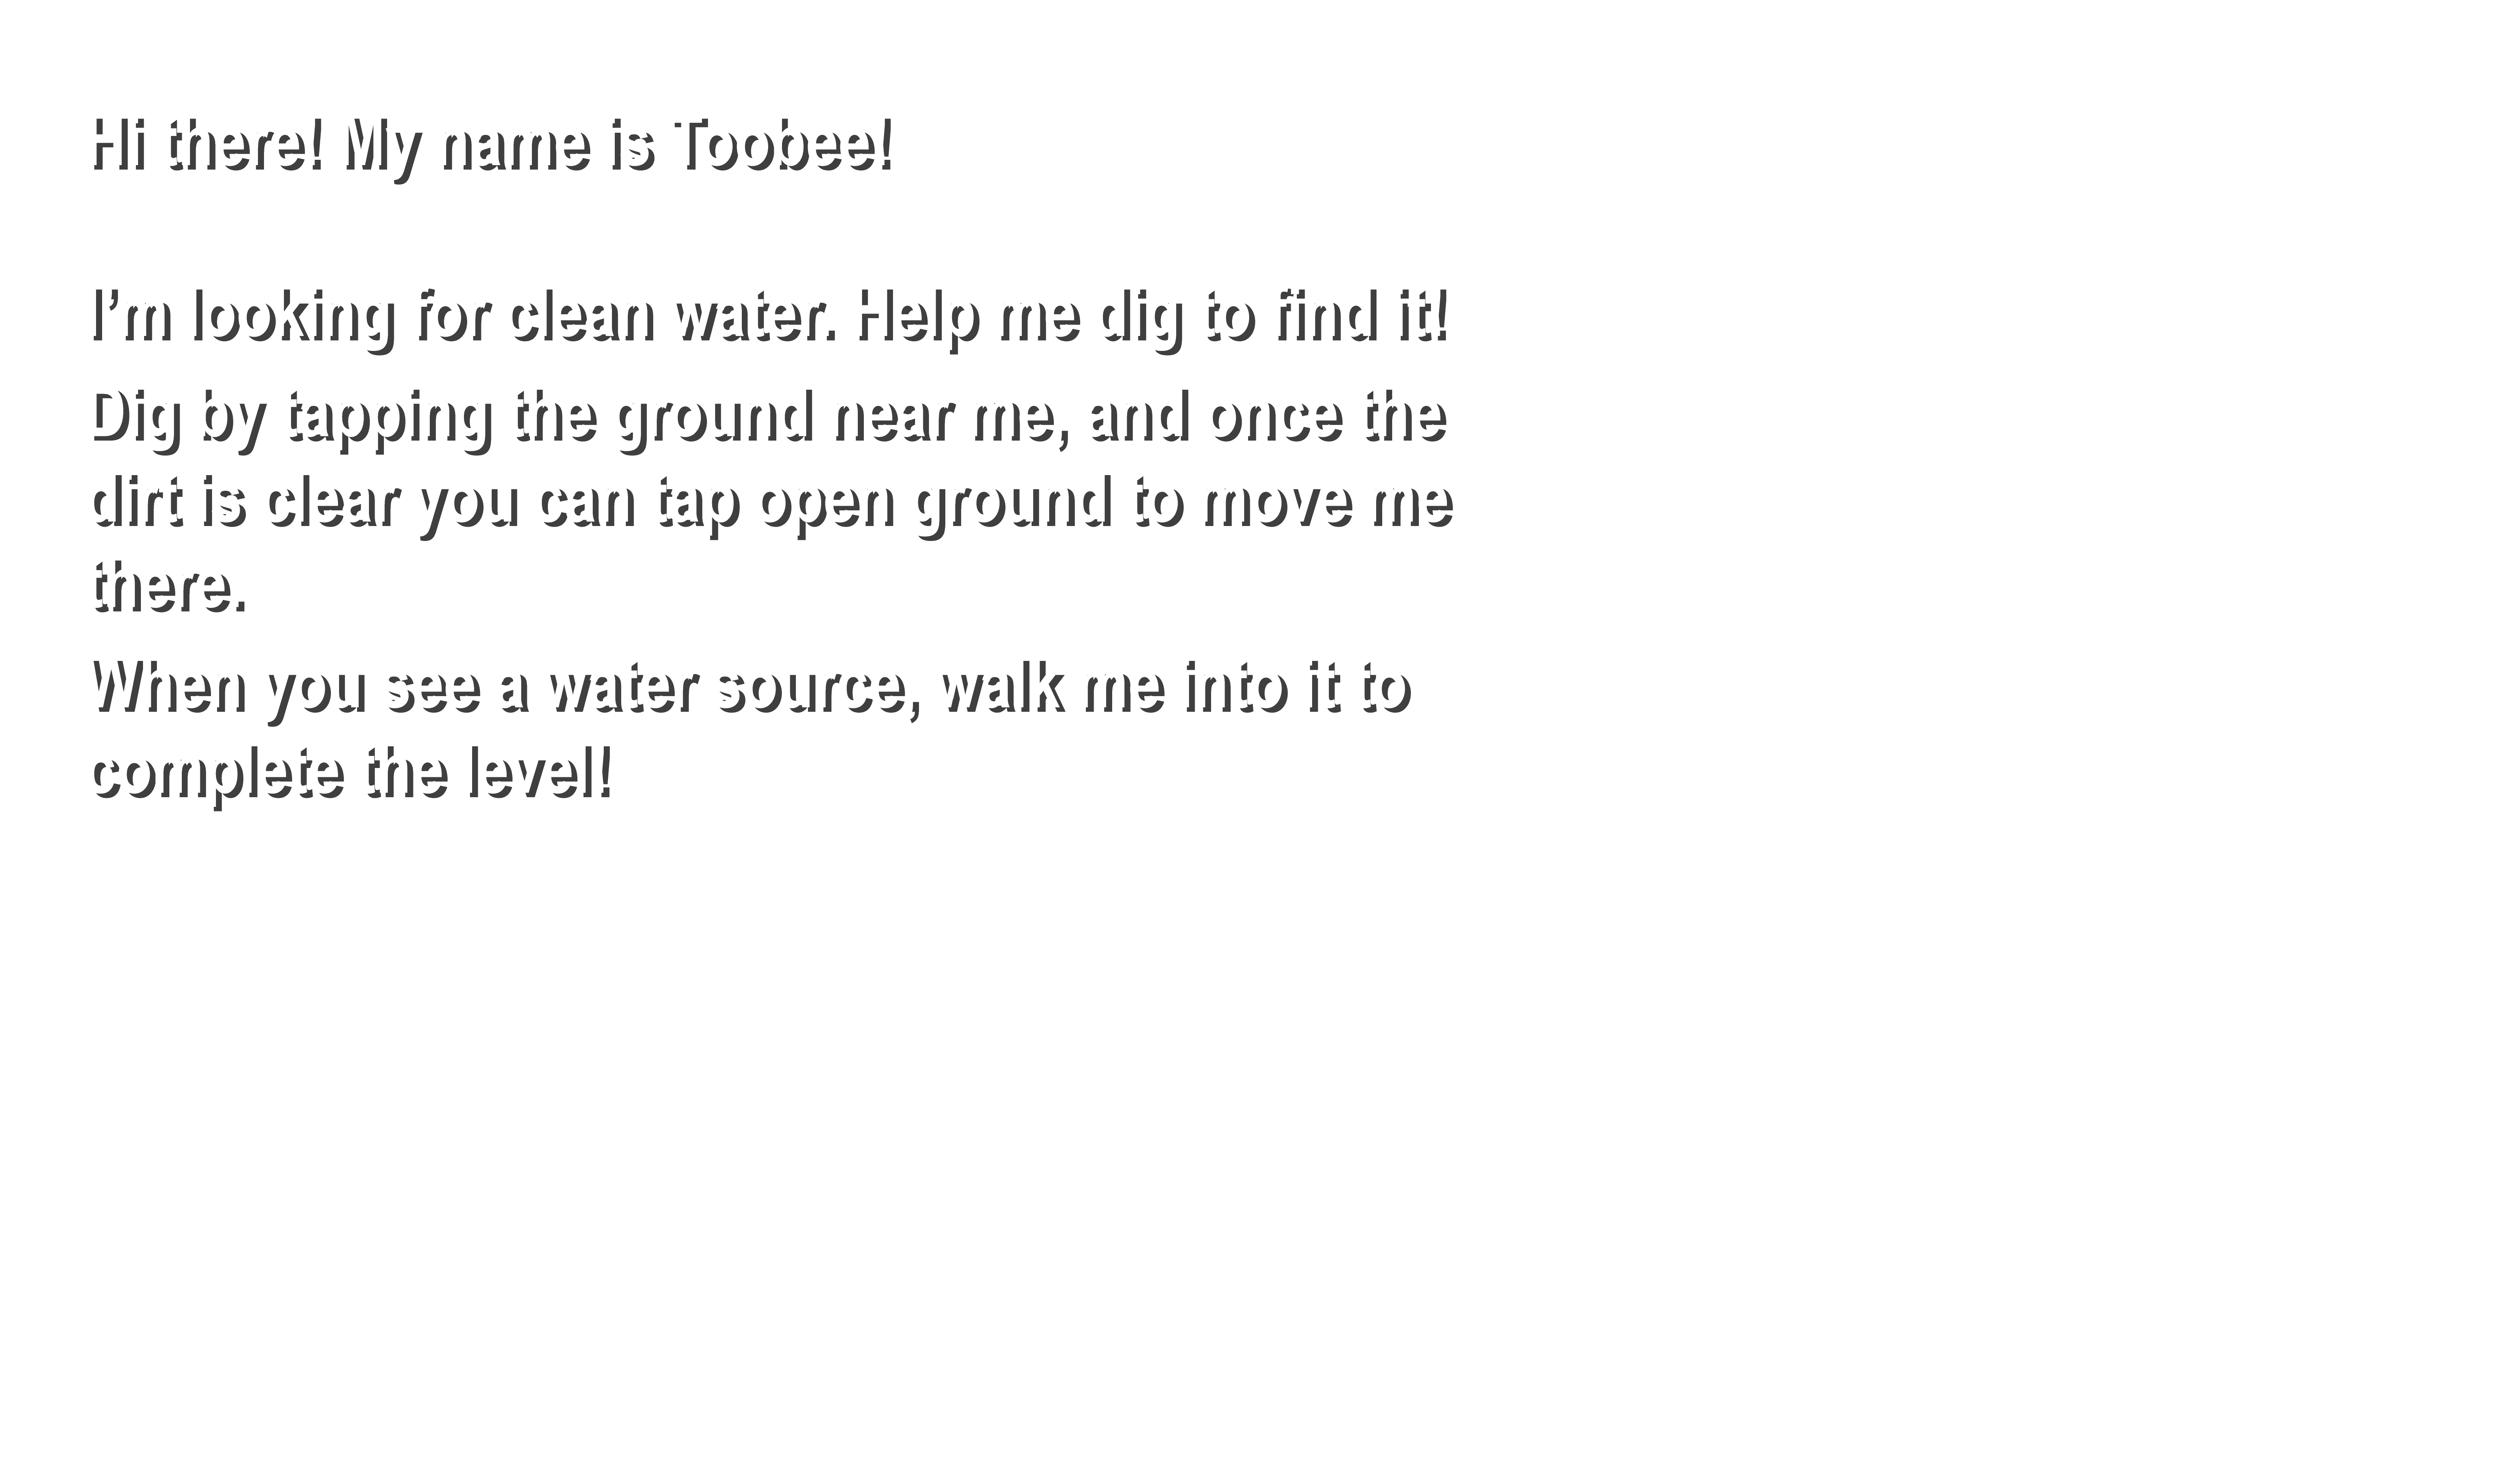 Hi there! My name is Toobee!
I'm looking for clean water. Help me dig to find it!
Dig by tapping the ground near me, and once the
dirt is clear you can tap open ground to move me
there.
When you see a water source, walk me into it to
complete the level!